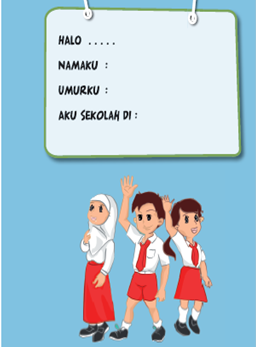 HALO .....
NAMAKU :
UMURKU :
AKU SEKOLAH DI :